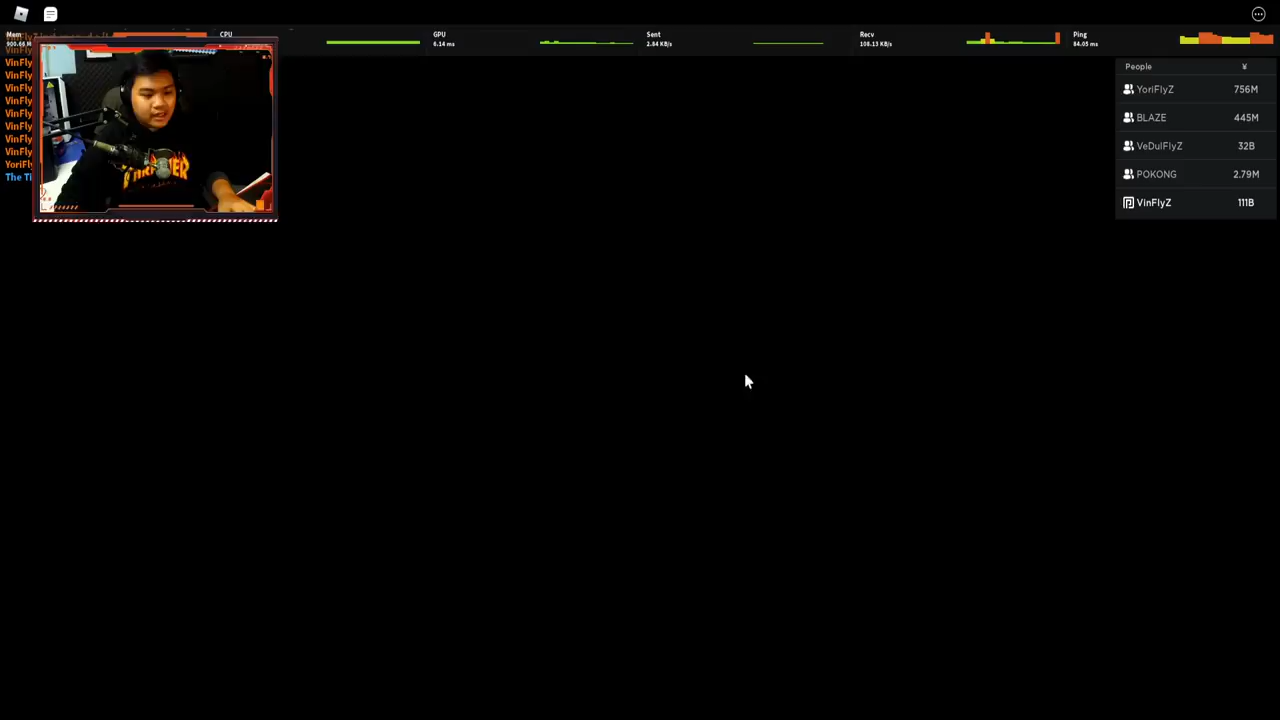 Mem
CPU
GPU
Sent
Recv
Ping
900.66 M
6.14 ms
2.84 KB/s
108.13 KB/s
84.05 ms
VinFly
VinFly
VinFly
VinFly
VinFly
VinFly
VinFly
VinFly
YoriFly
The Ti
People ¥
YoriFlyZ 756M
BLAZE 445M
VeDulFlyZ 32B
POKONG 2.79M
VinFlyZ 111B